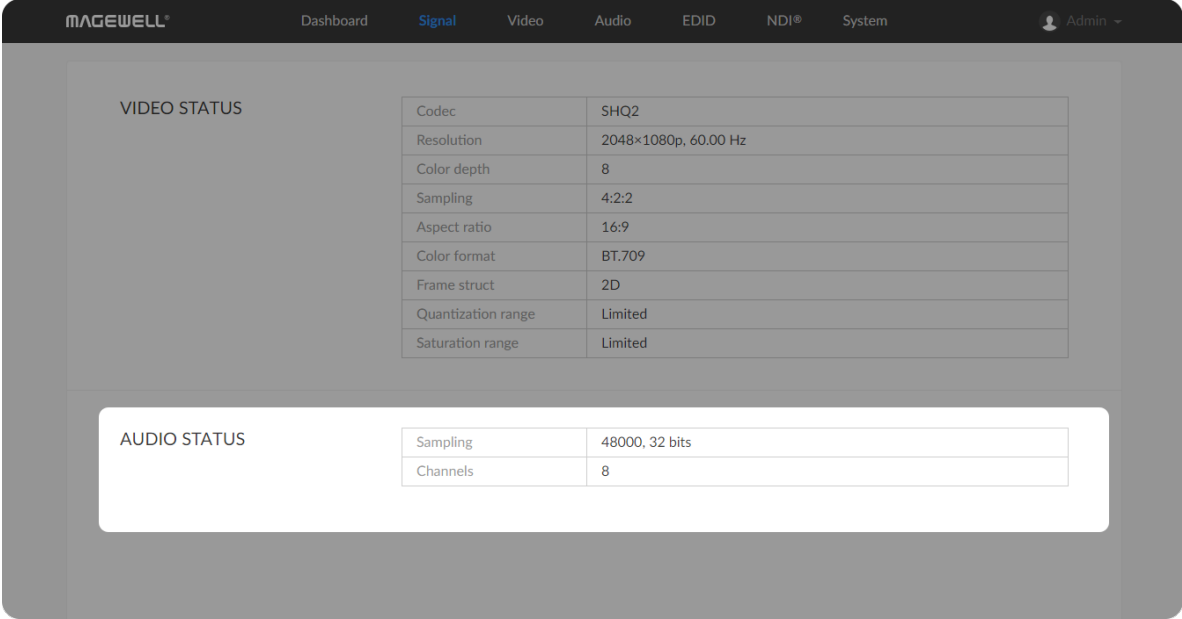 MAGEWELL®
Dashboard Signal Video Audio EDID NDI® System Admin
VIDEO STATUS
Codec SHQ2
Resolution 2048×1080p, 60.00 Hz
Color depth 8
Sampling 4:2:2
Aspect ratio 16:9
Color format BT.709
Frame struct 2D
Quantization range Limited
Saturation range Limited
AUDIO STATUS
Sampling 48000, 32 bits
Channels 8